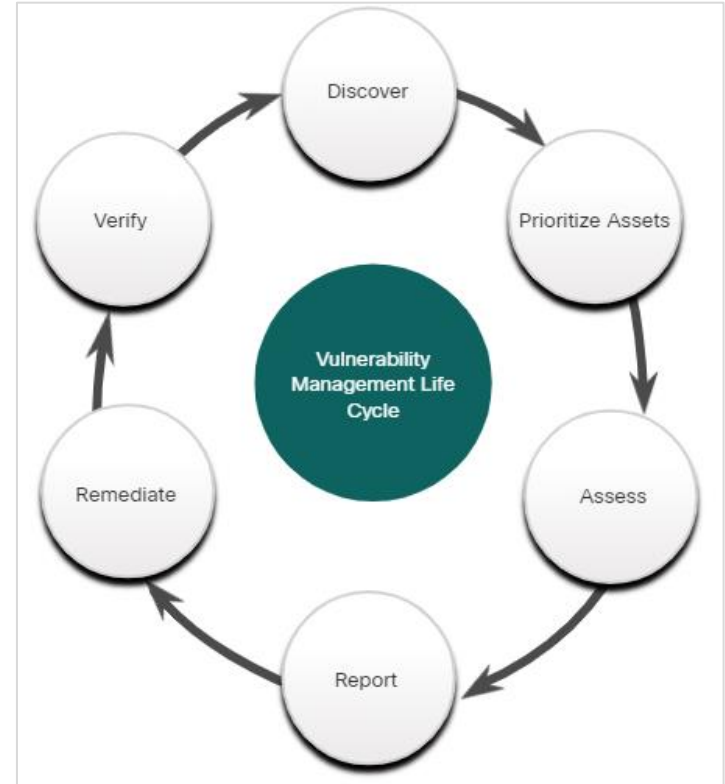 Discover
Prioritize Assets
Assess
Report
Remediate
Verify
Vulnerability
Management Life
Cycle